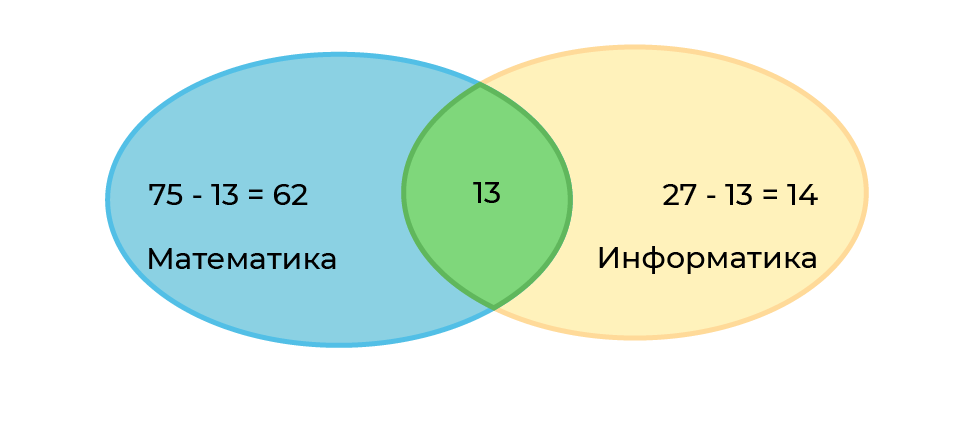 75 - 13 = 62
13
27 - 13 = 14
Математика
Информатика